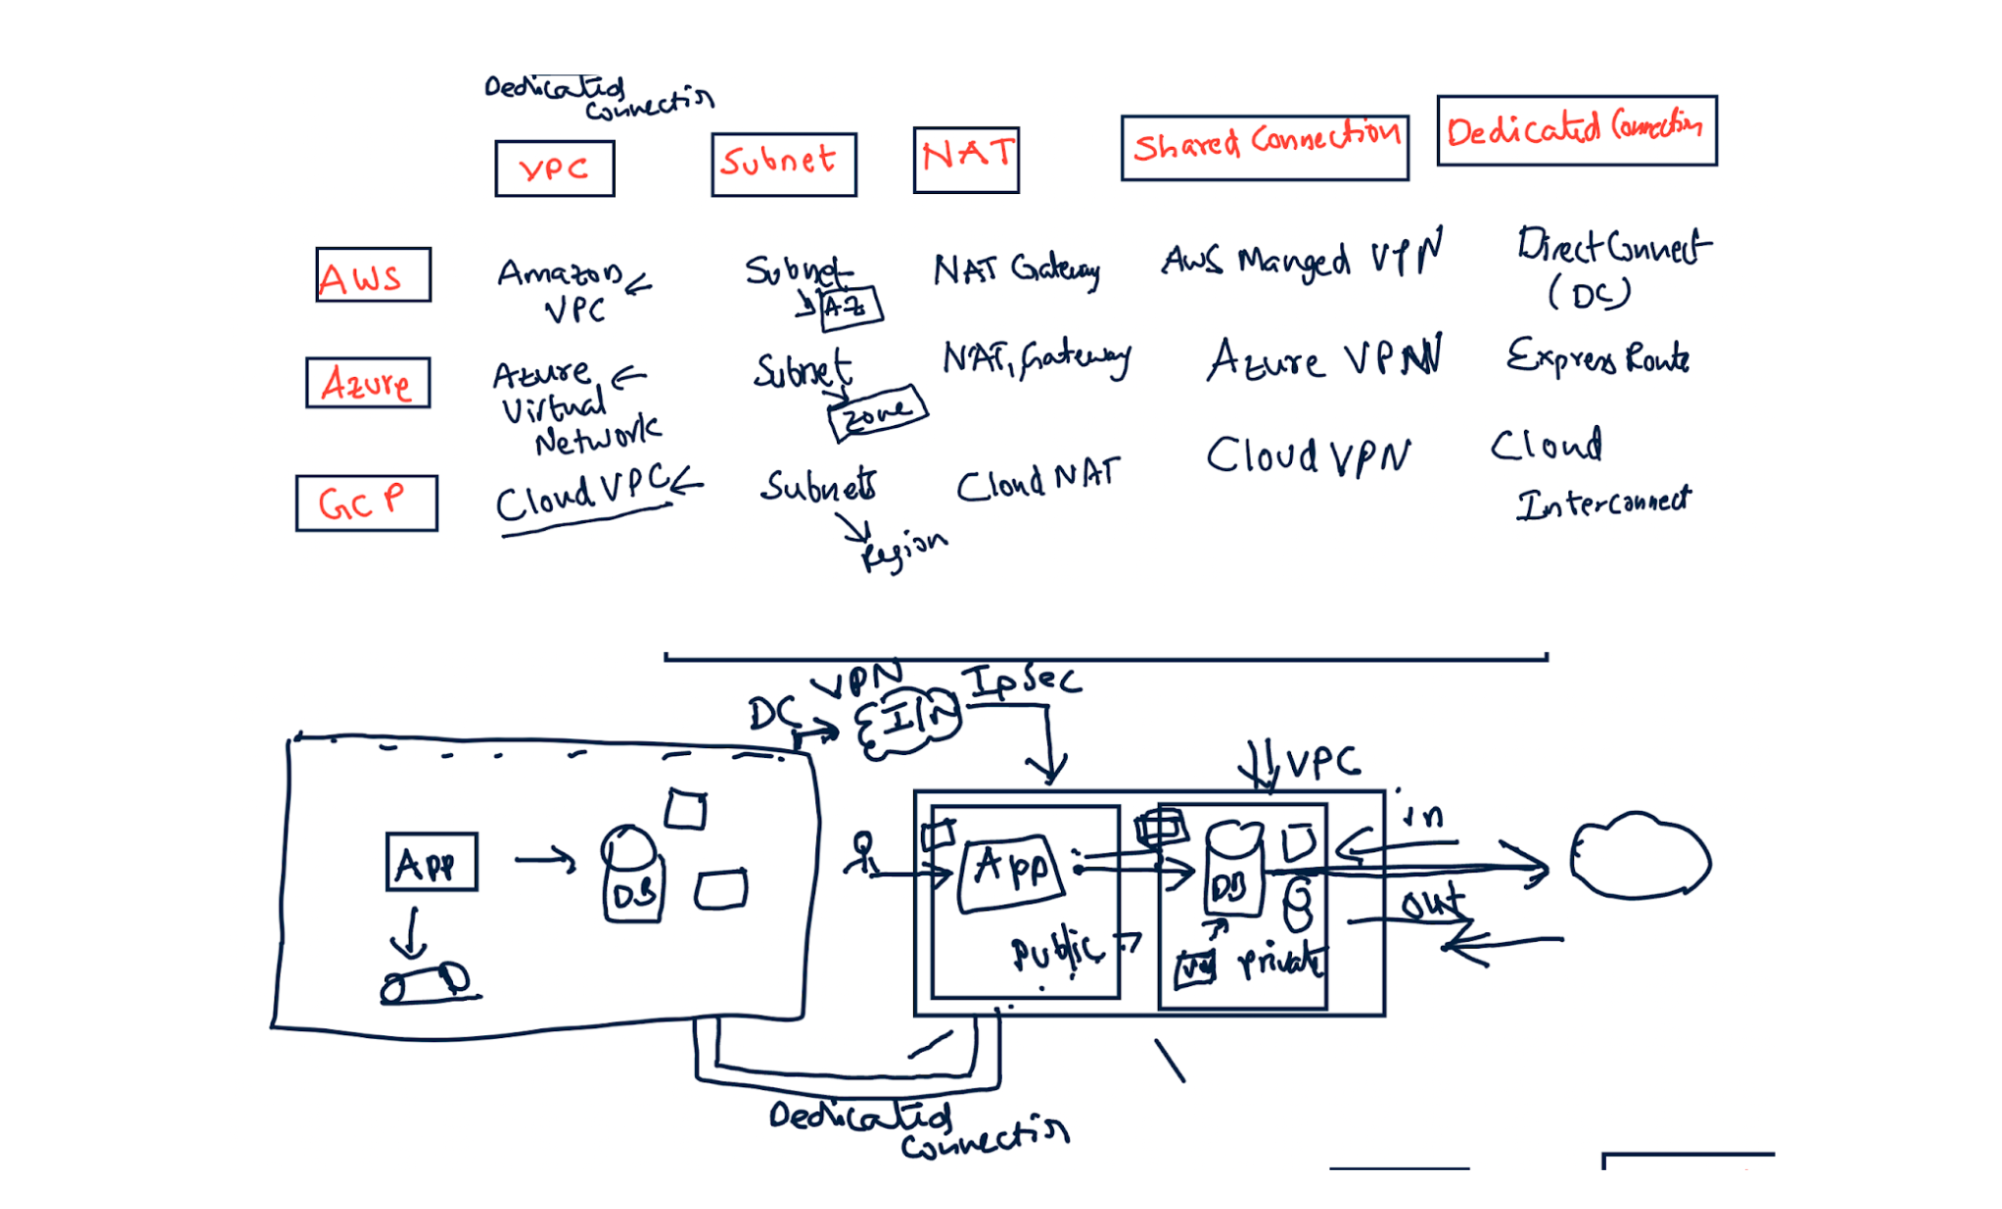 Dedicated
Connection
VPC
Subnet
NAT
Shared Connection
Dedicated Connection
AWS
Amazon
VPC
Subnet
AZ
NAT Gateway
AWS Manged VPN
Direct Connect
(DC)
Azure
Azure
Virtual
Network
Subnet
Zone
NAT, Gateway
Azure VPN
Express Route
GCP
Cloud VPC
Subnets
Region
Cloud NAT
Cloud VPN
Cloud
Interconnect
VPN
IpSec
DC
VPC
in
App
DB
App
DB
out
public
private
Dedicated
Connection